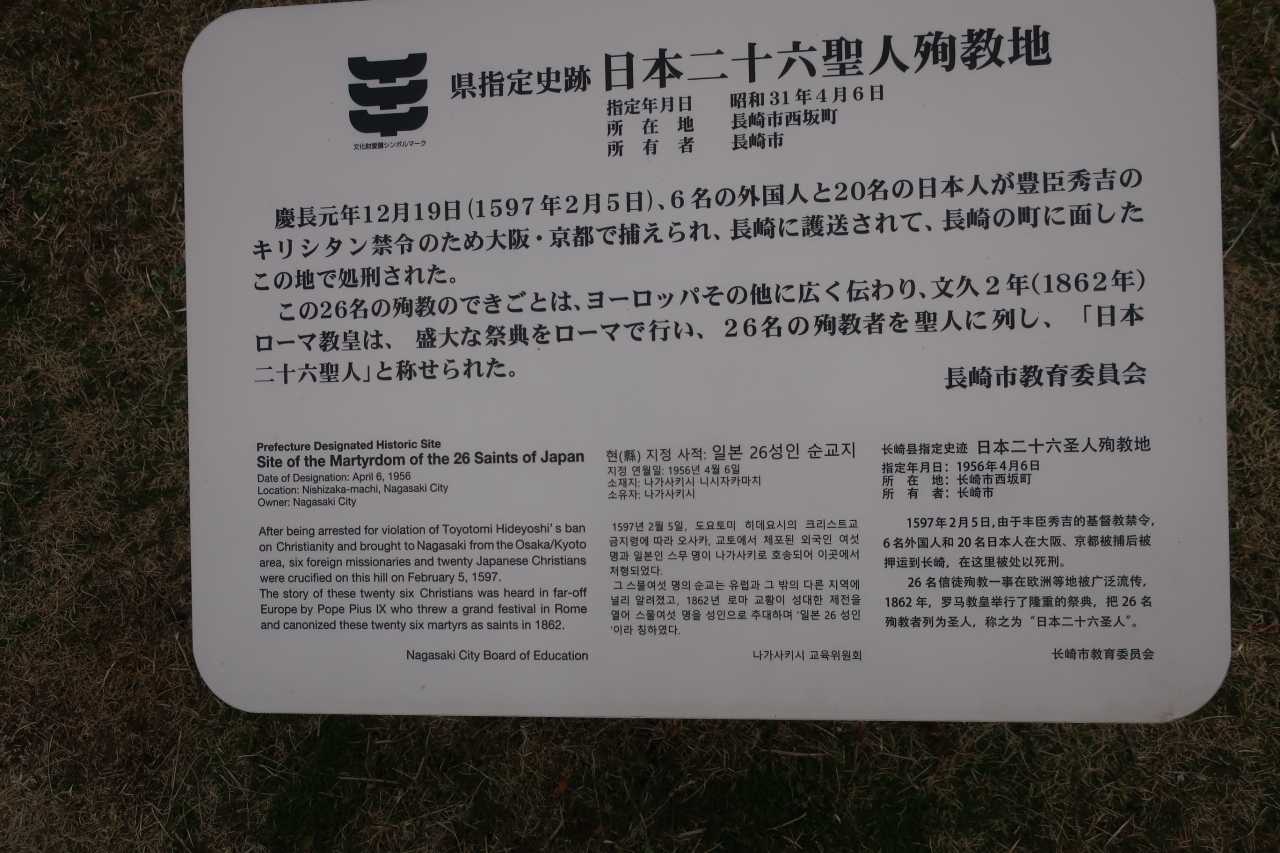 県指定史跡 日本二十六聖人殉教地
文化財愛護シンボルマーク
指定年月日 昭和31年4月6日
所在地 長崎市西坂町
所有者 長崎市
慶長元年12月19日(1597年2月5日)、6名の外国人と20名の日本人が豊臣秀吉の
キリシタン禁令のため大阪・京都で捕えられ、長崎に護送されて、長崎の町に面した
この地で処刑された。
この26名の殉教のできごとは、ヨーロッパその他に広く伝わり、文久2年(1862年)
ローマ教皇は、盛大な祭典をローマで行い、26名の殉教者を聖人に列し、「日本
二十六聖人」と称せられた。
長崎市教育委員会
Prefecture Designated Historic Site
Site of the Martyrdom of the 26 Saints of Japan
Date of Designation: April 6, 1956
Location: Nishizaka-machi, Nagasaki City
Owner: Nagasaki City
After being arrested for violation of Toyotomi Hideyoshi's ban
on Christianity and brought to Nagasaki from the Osaka/Kyoto
area, six foreign missionaries and twenty Japanese Christians
were crucified on this hill on February 5, 1597.
The story of these twenty six Christians was heard in far-off
Europe by Pope Pius IX who threw a grand festival in Rome
and canonized these twenty six martyrs as saints in 1862.
Nagasaki City Board of Education
현(縣) 지정 사적: 일본 26성인 순교지
지정 연월일: 1956년 4월 6일
소재지: 나가사키시 니시자카마치
소유자: 나가사키시
1597년 2월 5일, 도요토미 히데요시의 크리스트교
금지령에 따라 오사카, 교토에서 체포된 외국인 여섯
명과 일본인 스무 명이 나가사키로 호송되어 이곳에서
처형되었다.
그 스물여섯 명의 순교는 유럽과 그 밖의 다른 지역에
널리 알려졌고, 1862년 로마 교황이 성대한 제전을
열어 스물여섯 명을 성인으로 추대하며 '일본 26 성인
'이라 칭하였다.
나가사키시 교육위원회
长崎县指定史迹 日本二十六圣人殉教地
指定年月日：1956年4月6日
所在地：长崎市西坂町
所有者：长崎市
1597年2月5日,由于丰臣秀吉的基督教禁令,
6名外国人和20名日本人在大阪、京都被捕后被
押运到长崎，在这里被处以死刑。
26名信徒殉教一事在欧洲等地被广泛流传,
1862年，罗马教皇举行了隆重的祭典，把26名
殉教者列为圣人，称之为“日本二十六圣人”。
长崎市教育委员会